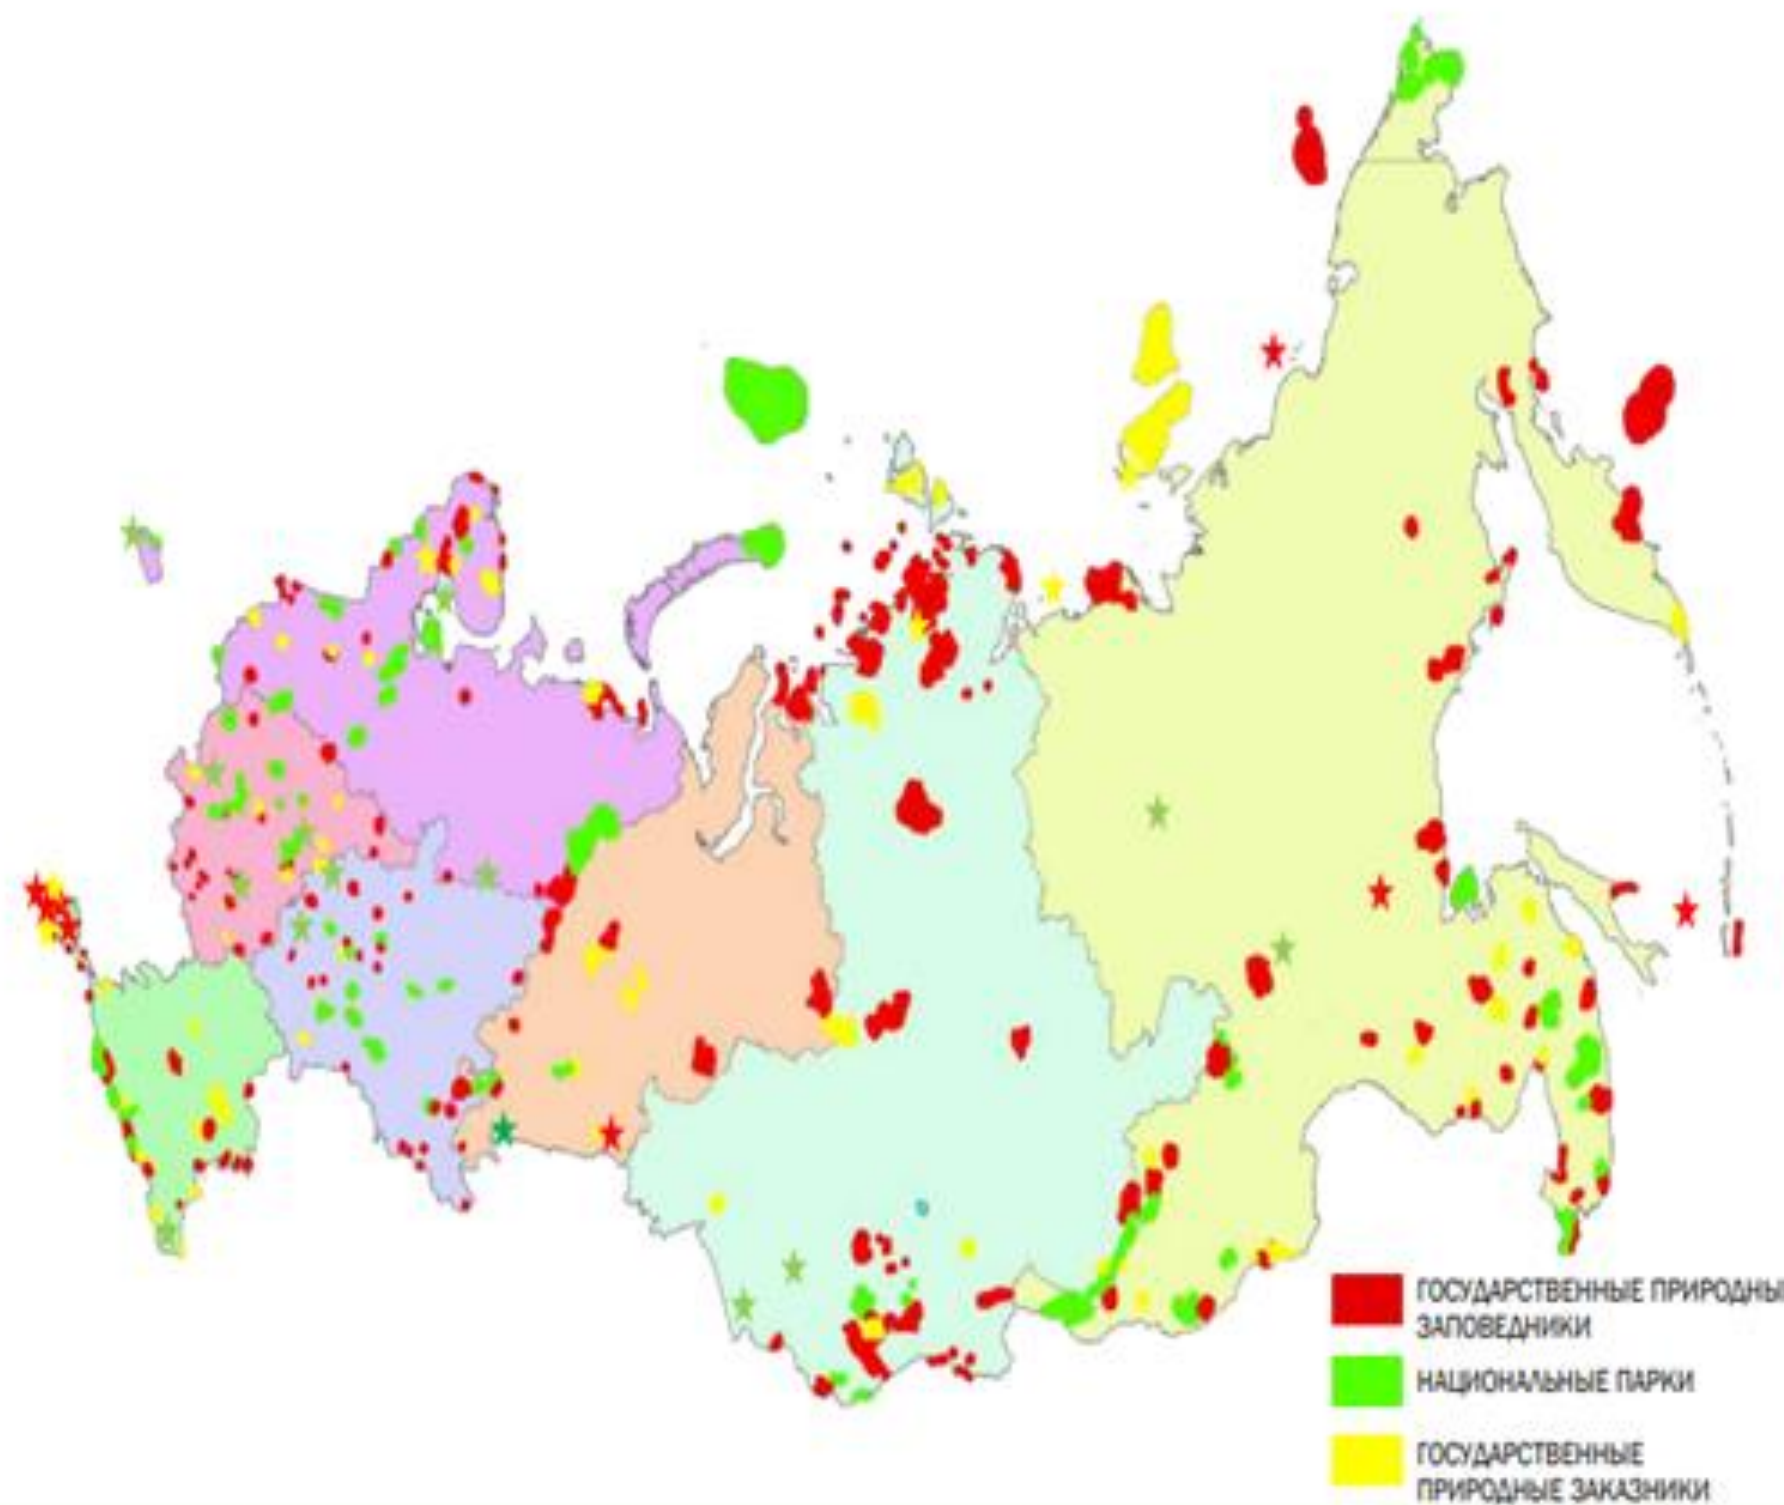 ГОСУДАРСТВЕННЫЕ ПРИРОДНЫ
ЗАПОВЕДНИКИ
НАЦИОНАЛЬНЫЕ ПАРКИ
ГОСУДАРСТВЕННЫЕ
ПРИРОДНЫЕ ЗАКАЗНИКИ